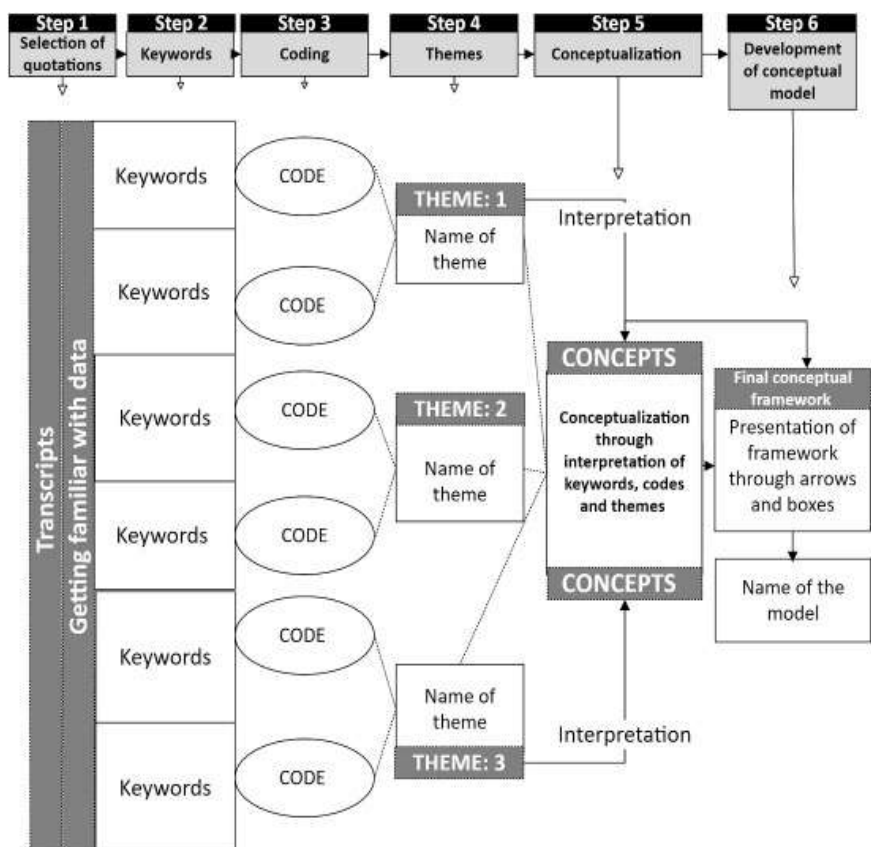 Step 1
Selection of
quotations
Step 2
Keywords
Step 3
Coding
Step 4
Themes
Step 5
Conceptualization
Step 6
Development
of conceptual
model
Transcripts
Getting familiar with data
Keywords
Keywords
Keywords
Keywords
Keywords
Keywords
CODE
CODE
CODE
CODE
CODE
CODE
THEME: 1
Name of
theme
THEME: 2
Name of
theme
Name of
theme
THEME: 3
Interpretation
CONCEPTS
Conceptualization
through
interpretation of
keywords, codes
and themes
CONCEPTS
Interpretation
Final conceptual
framework
Presentation of
framework
through arrows
and boxes
Name of the
model